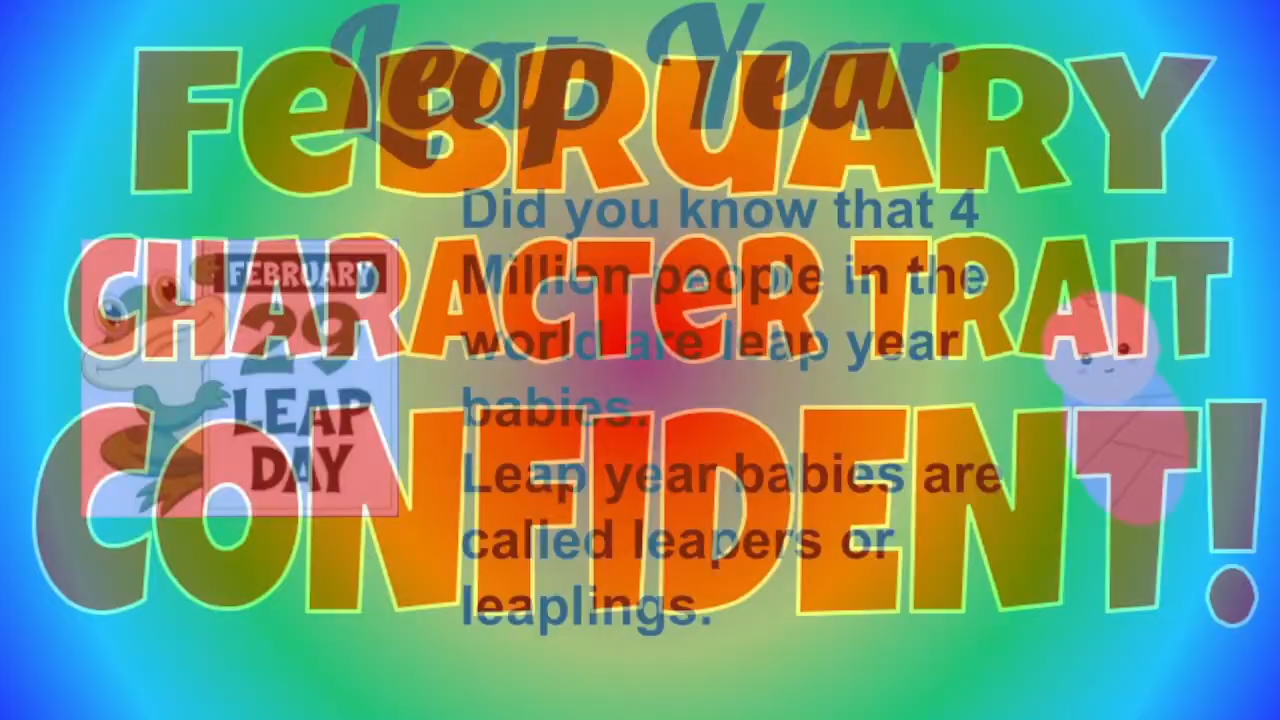 Leap Year
FeBRUARY
Did you know that 4
Million people in the
world are leap year
babies.
Leap year babies are
called leapers or
leaplings.
CHARACTeR TRAIT
CONFIDENT!
FEBRUARY
29
LEAP
DAY